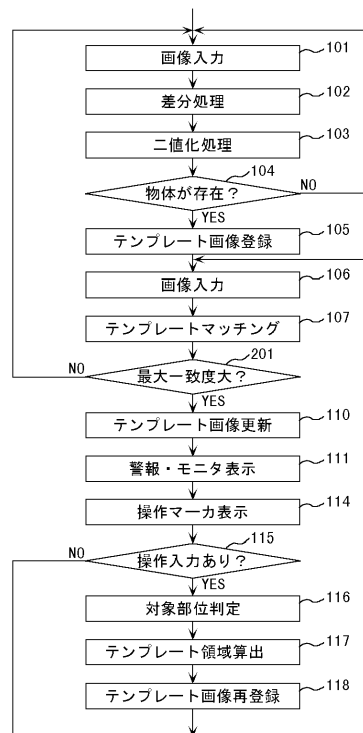 画像入力 101
差分処理 102
二値化処理 103
物体が存在? 104
NO
YES
テンプレート画像登録 105
画像入力 106
テンプレートマッチング 107
最大一致度大? 201
NO
YES
テンプレート画像更新 110
警報・モニタ表示 111
操作マーカ表示 114
操作入力あり? 115
NO
YES
対象部位判定 116
テンプレート領域算出 117
テンプレート画像再登録 118